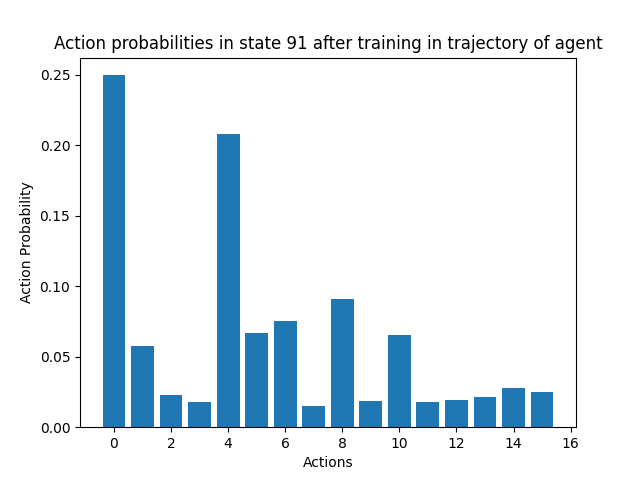 Action probabilities in state 91 after training in trajectory of agent
0.25
0.20
0.15
0.10
0.05
0.00
Action Probability
0 2 4 6 8 10 12 14 16
Actions